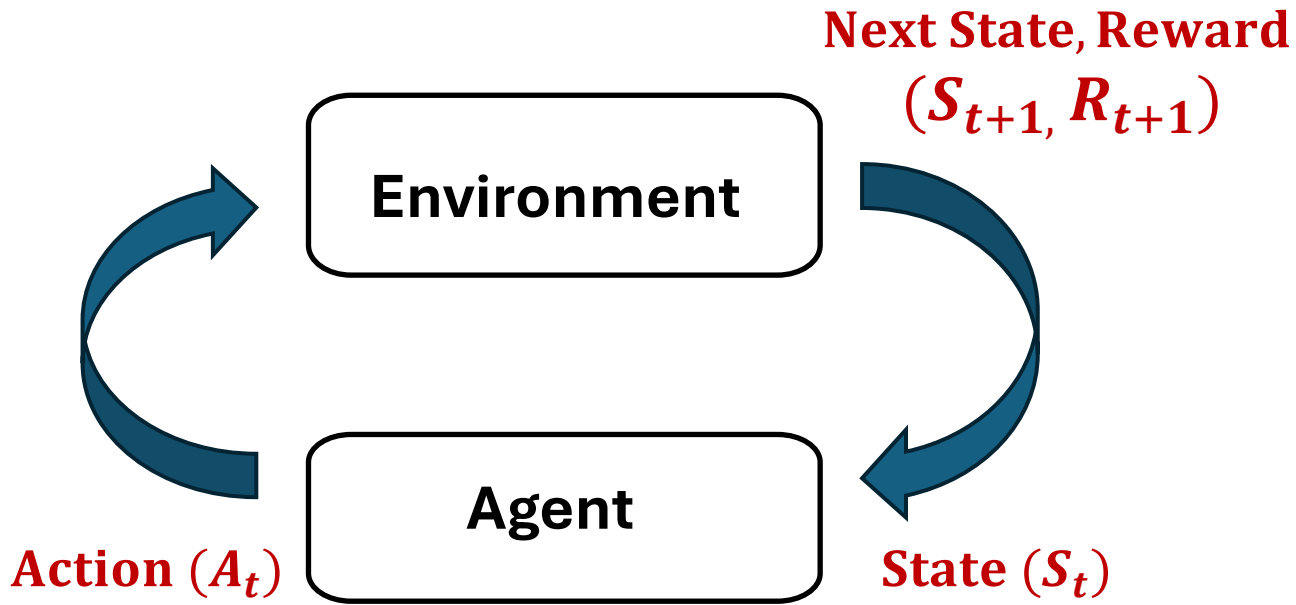 Next State, Reward
(S_{t+1,} R_{t+1})
Environment
Agent
Action (A_t)
State (S_t)